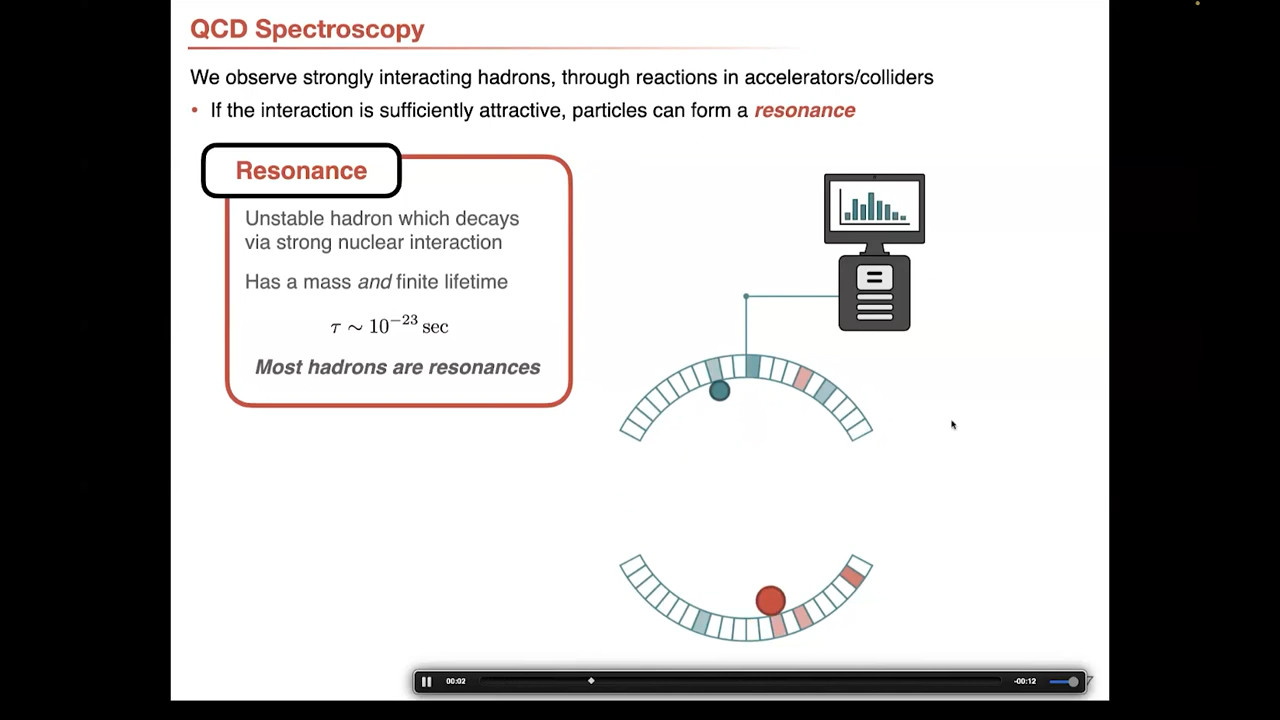 QCD Spectroscopy
We observe strongly interacting hadrons, through reactions in accelerators/colliders
• If the interaction is sufficiently attractive, particles can form a resonance
Resonance
Unstable hadron which decays
via strong nuclear interaction
Has a mass and finite lifetime
τ ∼ 10⁻²³ sec
Most hadrons are resonances
00:02
-00:12
7